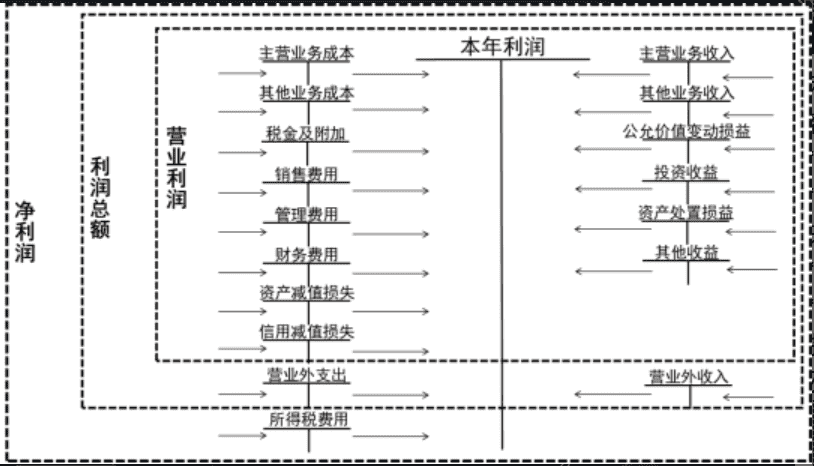 本年利润
主营业务成本
主营业务收入
其他业务成本
其他业务收入
税金及附加
公允价值变动损益
销售费用
投资收益
管理费用
资产处置损益
财务费用
其他收益
资产减值损失
信用减值损失
营业外支出
营业外收入
所得税费用
营业利润
利润总额
净利润